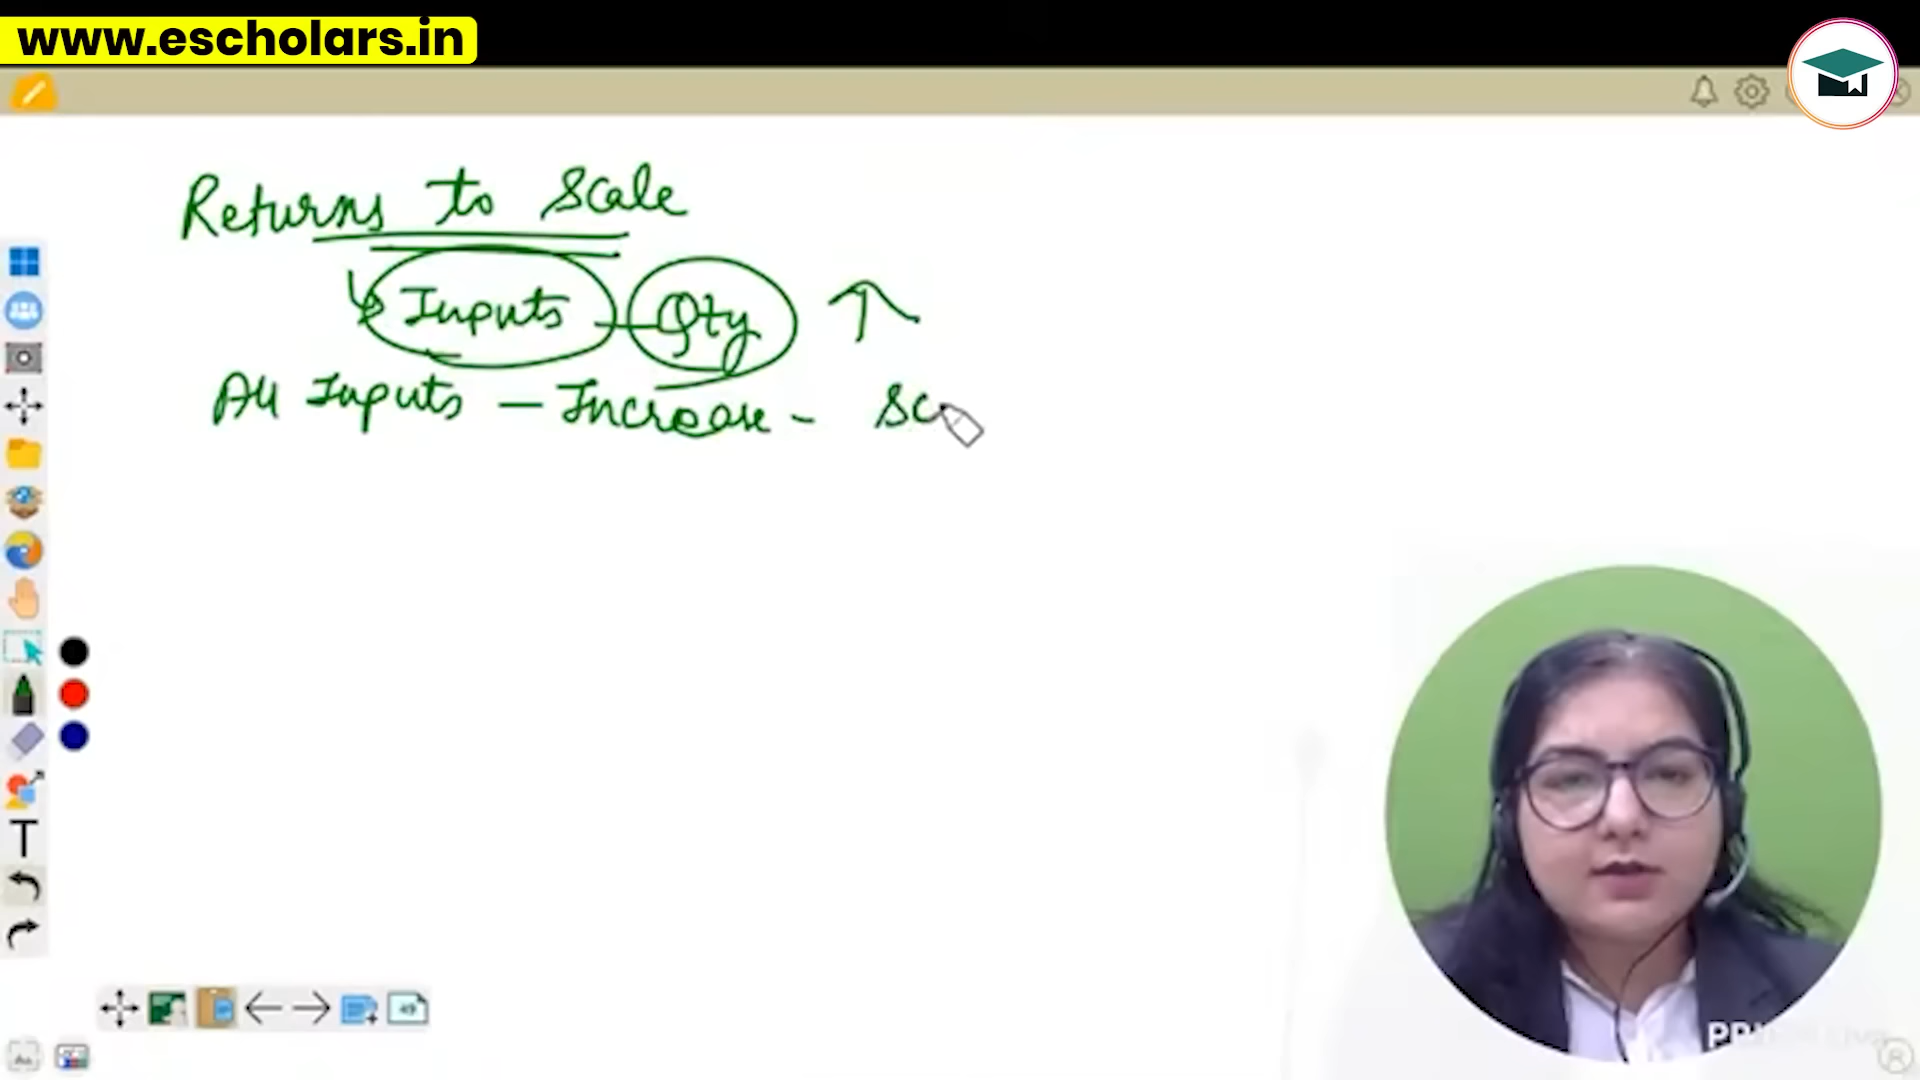 www.escholars.in
Returns to Scale
Inputs — Qty ↑
All Inputs — Increase - Sc
T